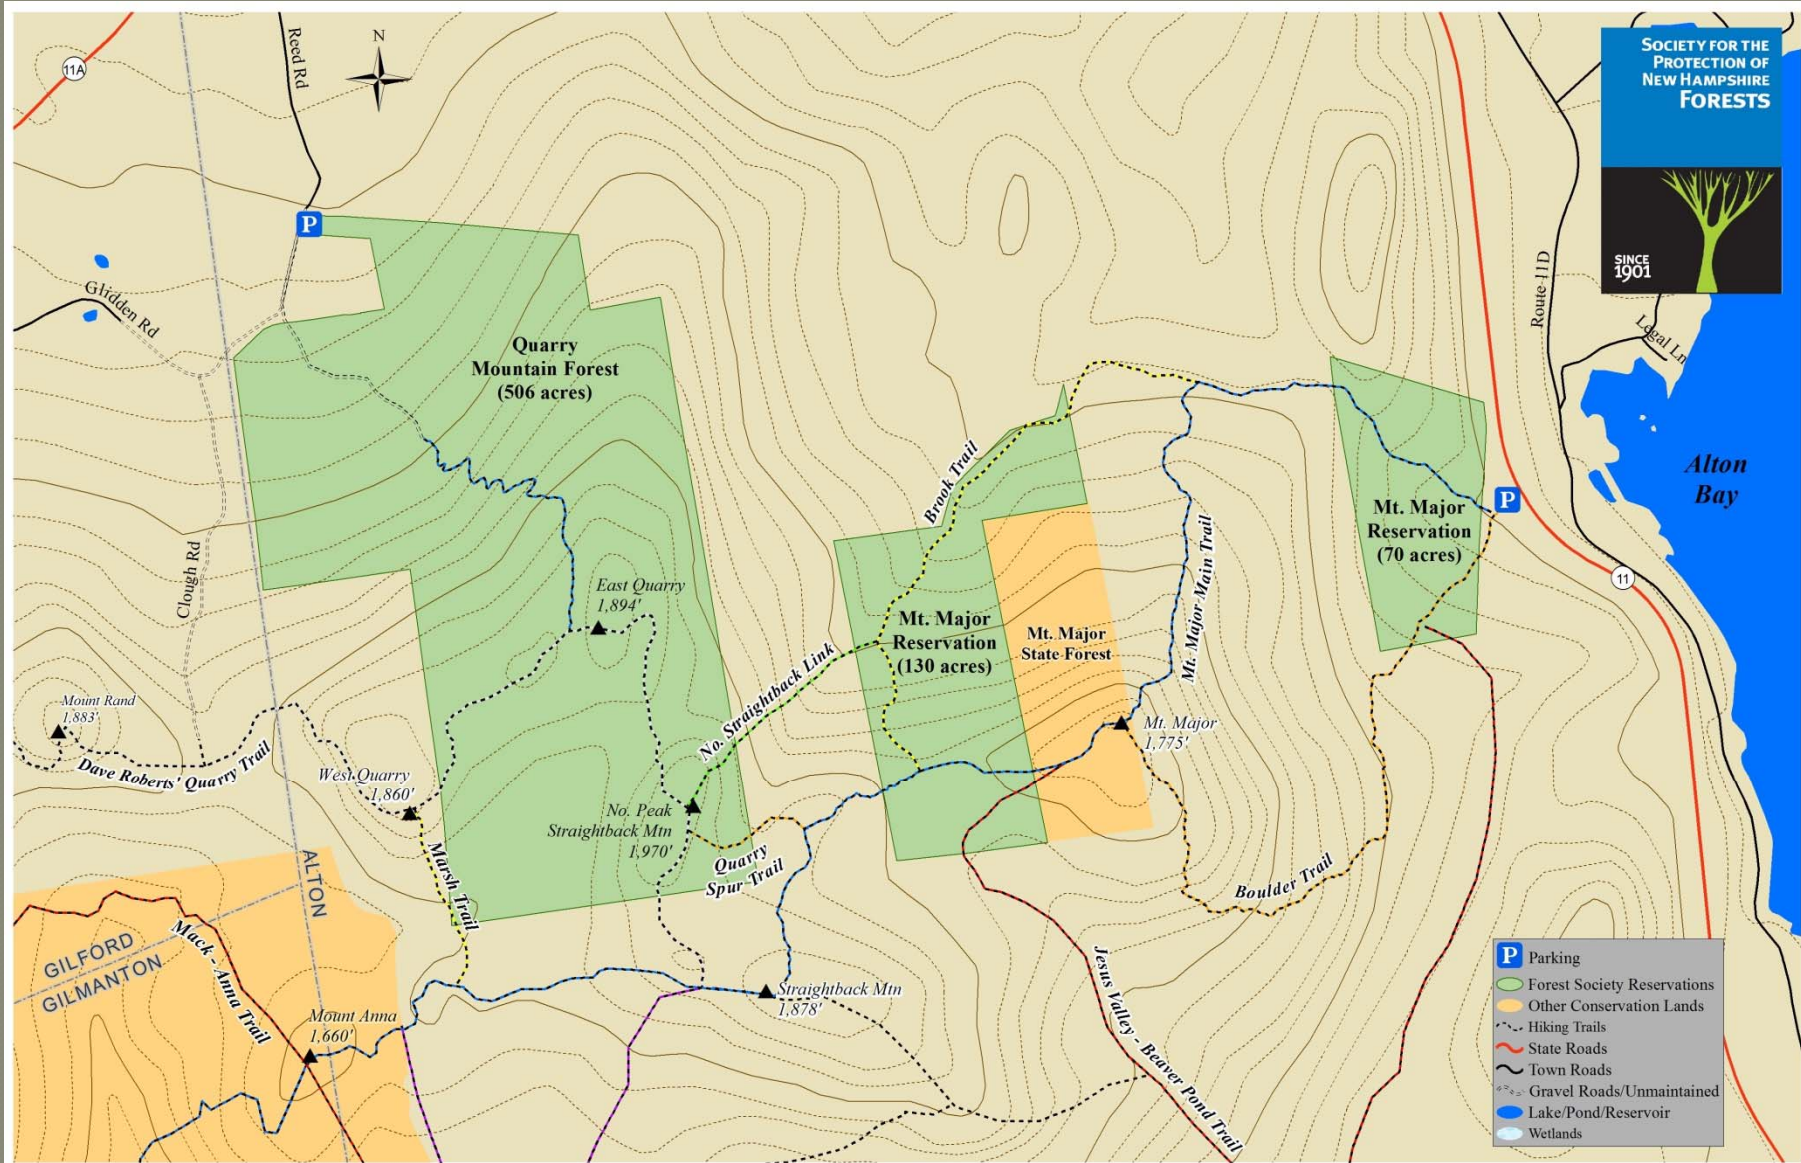 11A
Reed Rd
N
SOCIETY FOR THE
PROTECTION OF
NEW HAMPSHIRE
FORESTS
SINCE
1901
P
Glidden Rd
Route 11D
Legal Ln
Quarry
Mountain Forest
(506 acres)
Brook Trail
Alton
Bay
P
Mt. Major
Reservation
(70 acres)
Clough Rd
11
East Quarry
1,894'
Mt. Major Main Trail
Mt. Major
Reservation
(130 acres)
Mt. Major
State Forest
No. Straightback Link
Mount Rand
1,883'
Dave Roberts' Quarry Trail
Mt. Major
1,775'
West Quarry
1,860'
No. Peak
Straightback Mtn
1,970'
Quarry
Spur Trail
Marsh Trail
Boulder Trail
ALTON
GILFORD
GILMANTON
Mack - Anna Trail
Straightback Mtn
1,878'
Mount Anna
1,660'
Jesus Valley - Beaver Pond Trail
P Parking
Forest Society Reservations
Other Conservation Lands
Hiking Trails
State Roads
Town Roads
Gravel Roads/Unmaintained
Lake/Pond/Reservoir
Wetlands